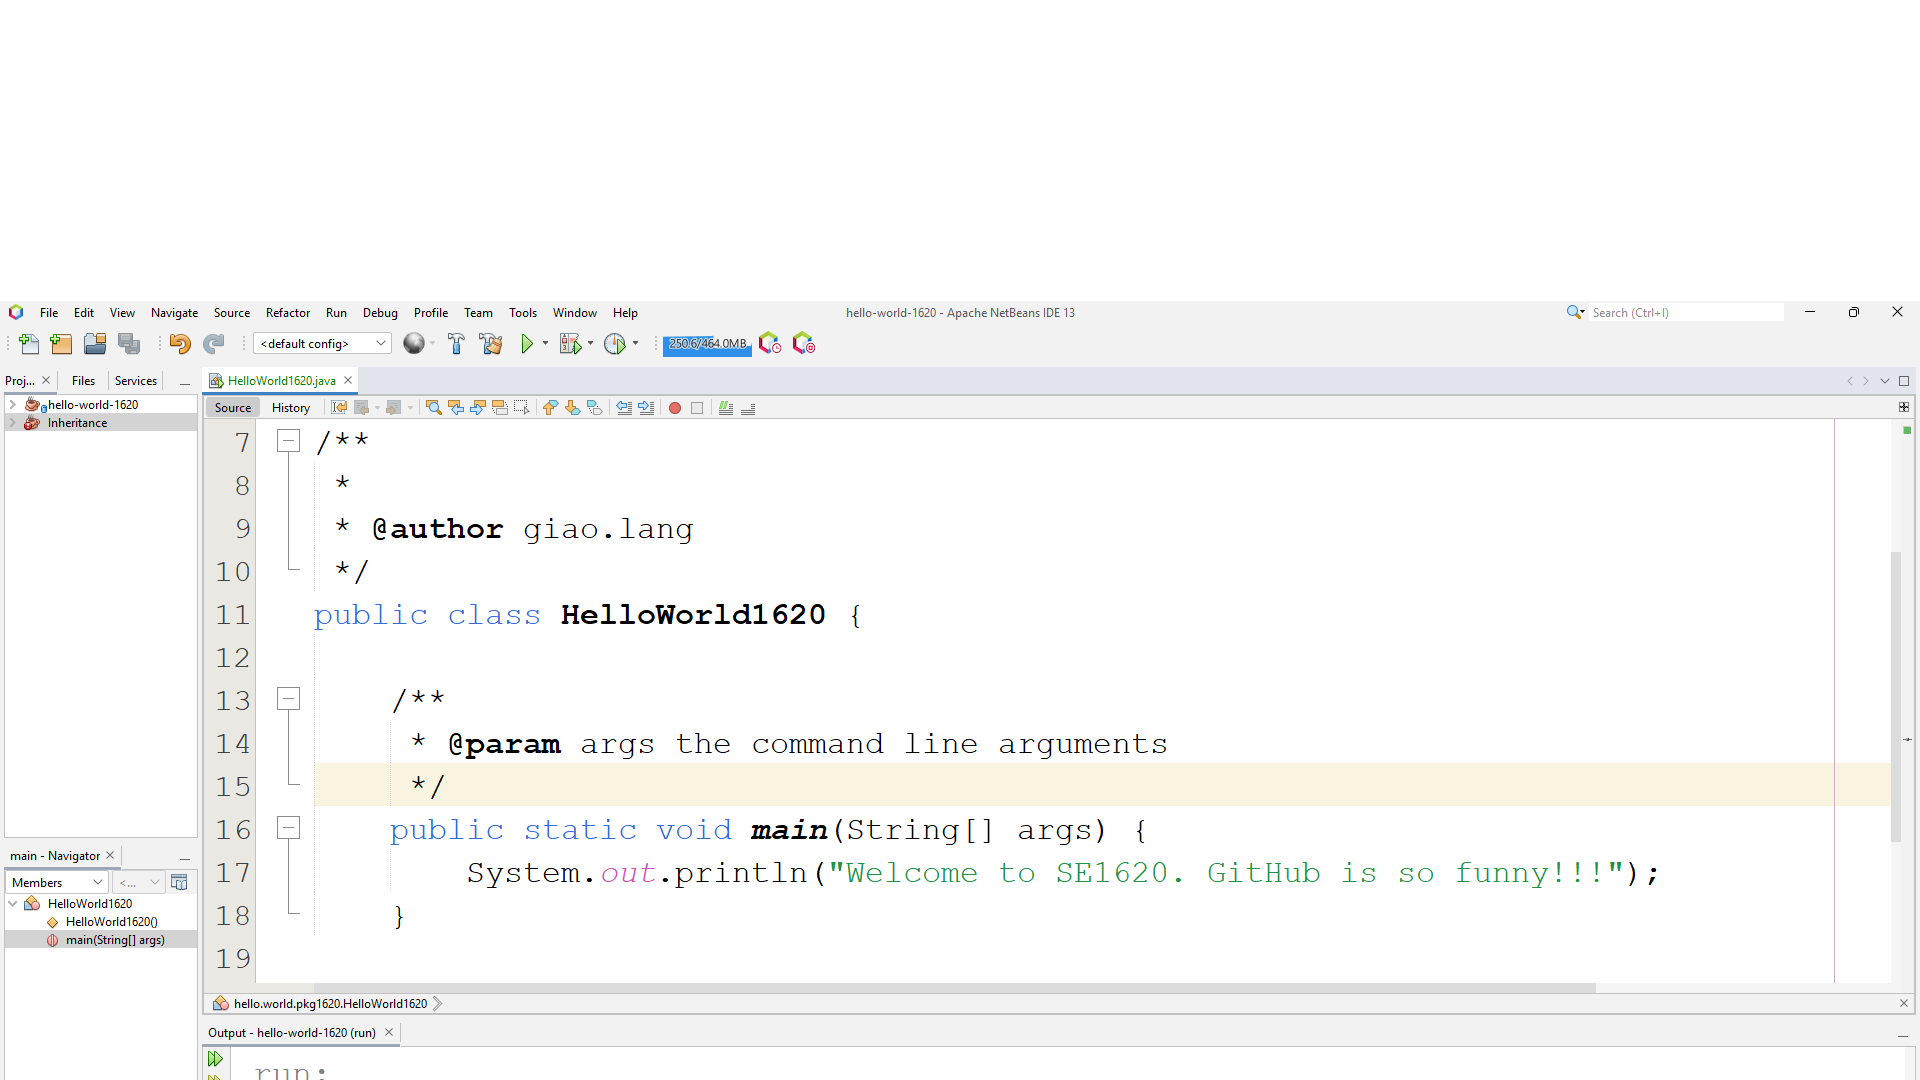 File Edit View Navigate Source Refactor Run Debug Profile Team Tools Window Help
hello-world-1620 - Apache NetBeans IDE 13
Search (Ctrl+I)
<default config>
250.6/464.0MB
Proj... Files Services
HelloWorld1620.java
hello-world-1620
Inheritance
Source History
7 /**
8 *
9 * @author giao.lang
10 */
11 public class HelloWorld1620 {
12
13 /**
14 * @param args the command line arguments
15 */
16 public static void main(String[] args) {
17 System.out.println("Welcome to SE1620. GitHub is so funny!!!");
18 }
19
main - Navigator
Members <...
HelloWorld1620
HelloWorld1620()
main(String[] args)
hello.world.pkg1620.HelloWorld1620
Output - hello-world-1620 (run)
run: